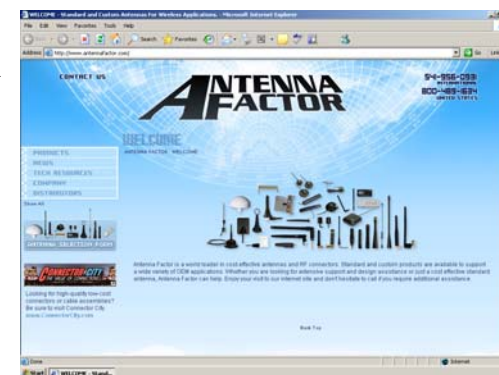 WELCOME - Standard and Custom Antennas For Wireless Applications. - Microsoft Internet Explorer
File Edit View Favorites Tools Help
Back Search Favorites
Address http://www.antennafactor.com/ Go
CONTACT US
ANTENNA
FACTOR
INTERNATIONAL
800-489-1634
UNITED STATES
WELCOME
ANTENNA FACTOR WELCOME
PRODUCTS
NEWS
TECH RESOURCES
COMPANY
DISTRIBUTORS
Show All
ANTENNA SELECTION FORM
CONNECTOR CITY
Looking for high-quality low cost
connectors or cable assemblies?
Be sure to visit Connector City
www.ConnectorCity.com
Antenna Factor is a world leader in cost effective antennas and RF connectors. Standard and custom products are available to support
a wide variety of OEM applications. Whether you are looking for extensive support and design assistance or just a cost effective standard
antenna, Antenna Factor can help. Enjoy your visit to our internet site and don't hesitate to call if you require additional assistance.
Back Top
Done Internet
Start WELCOME - Stand...